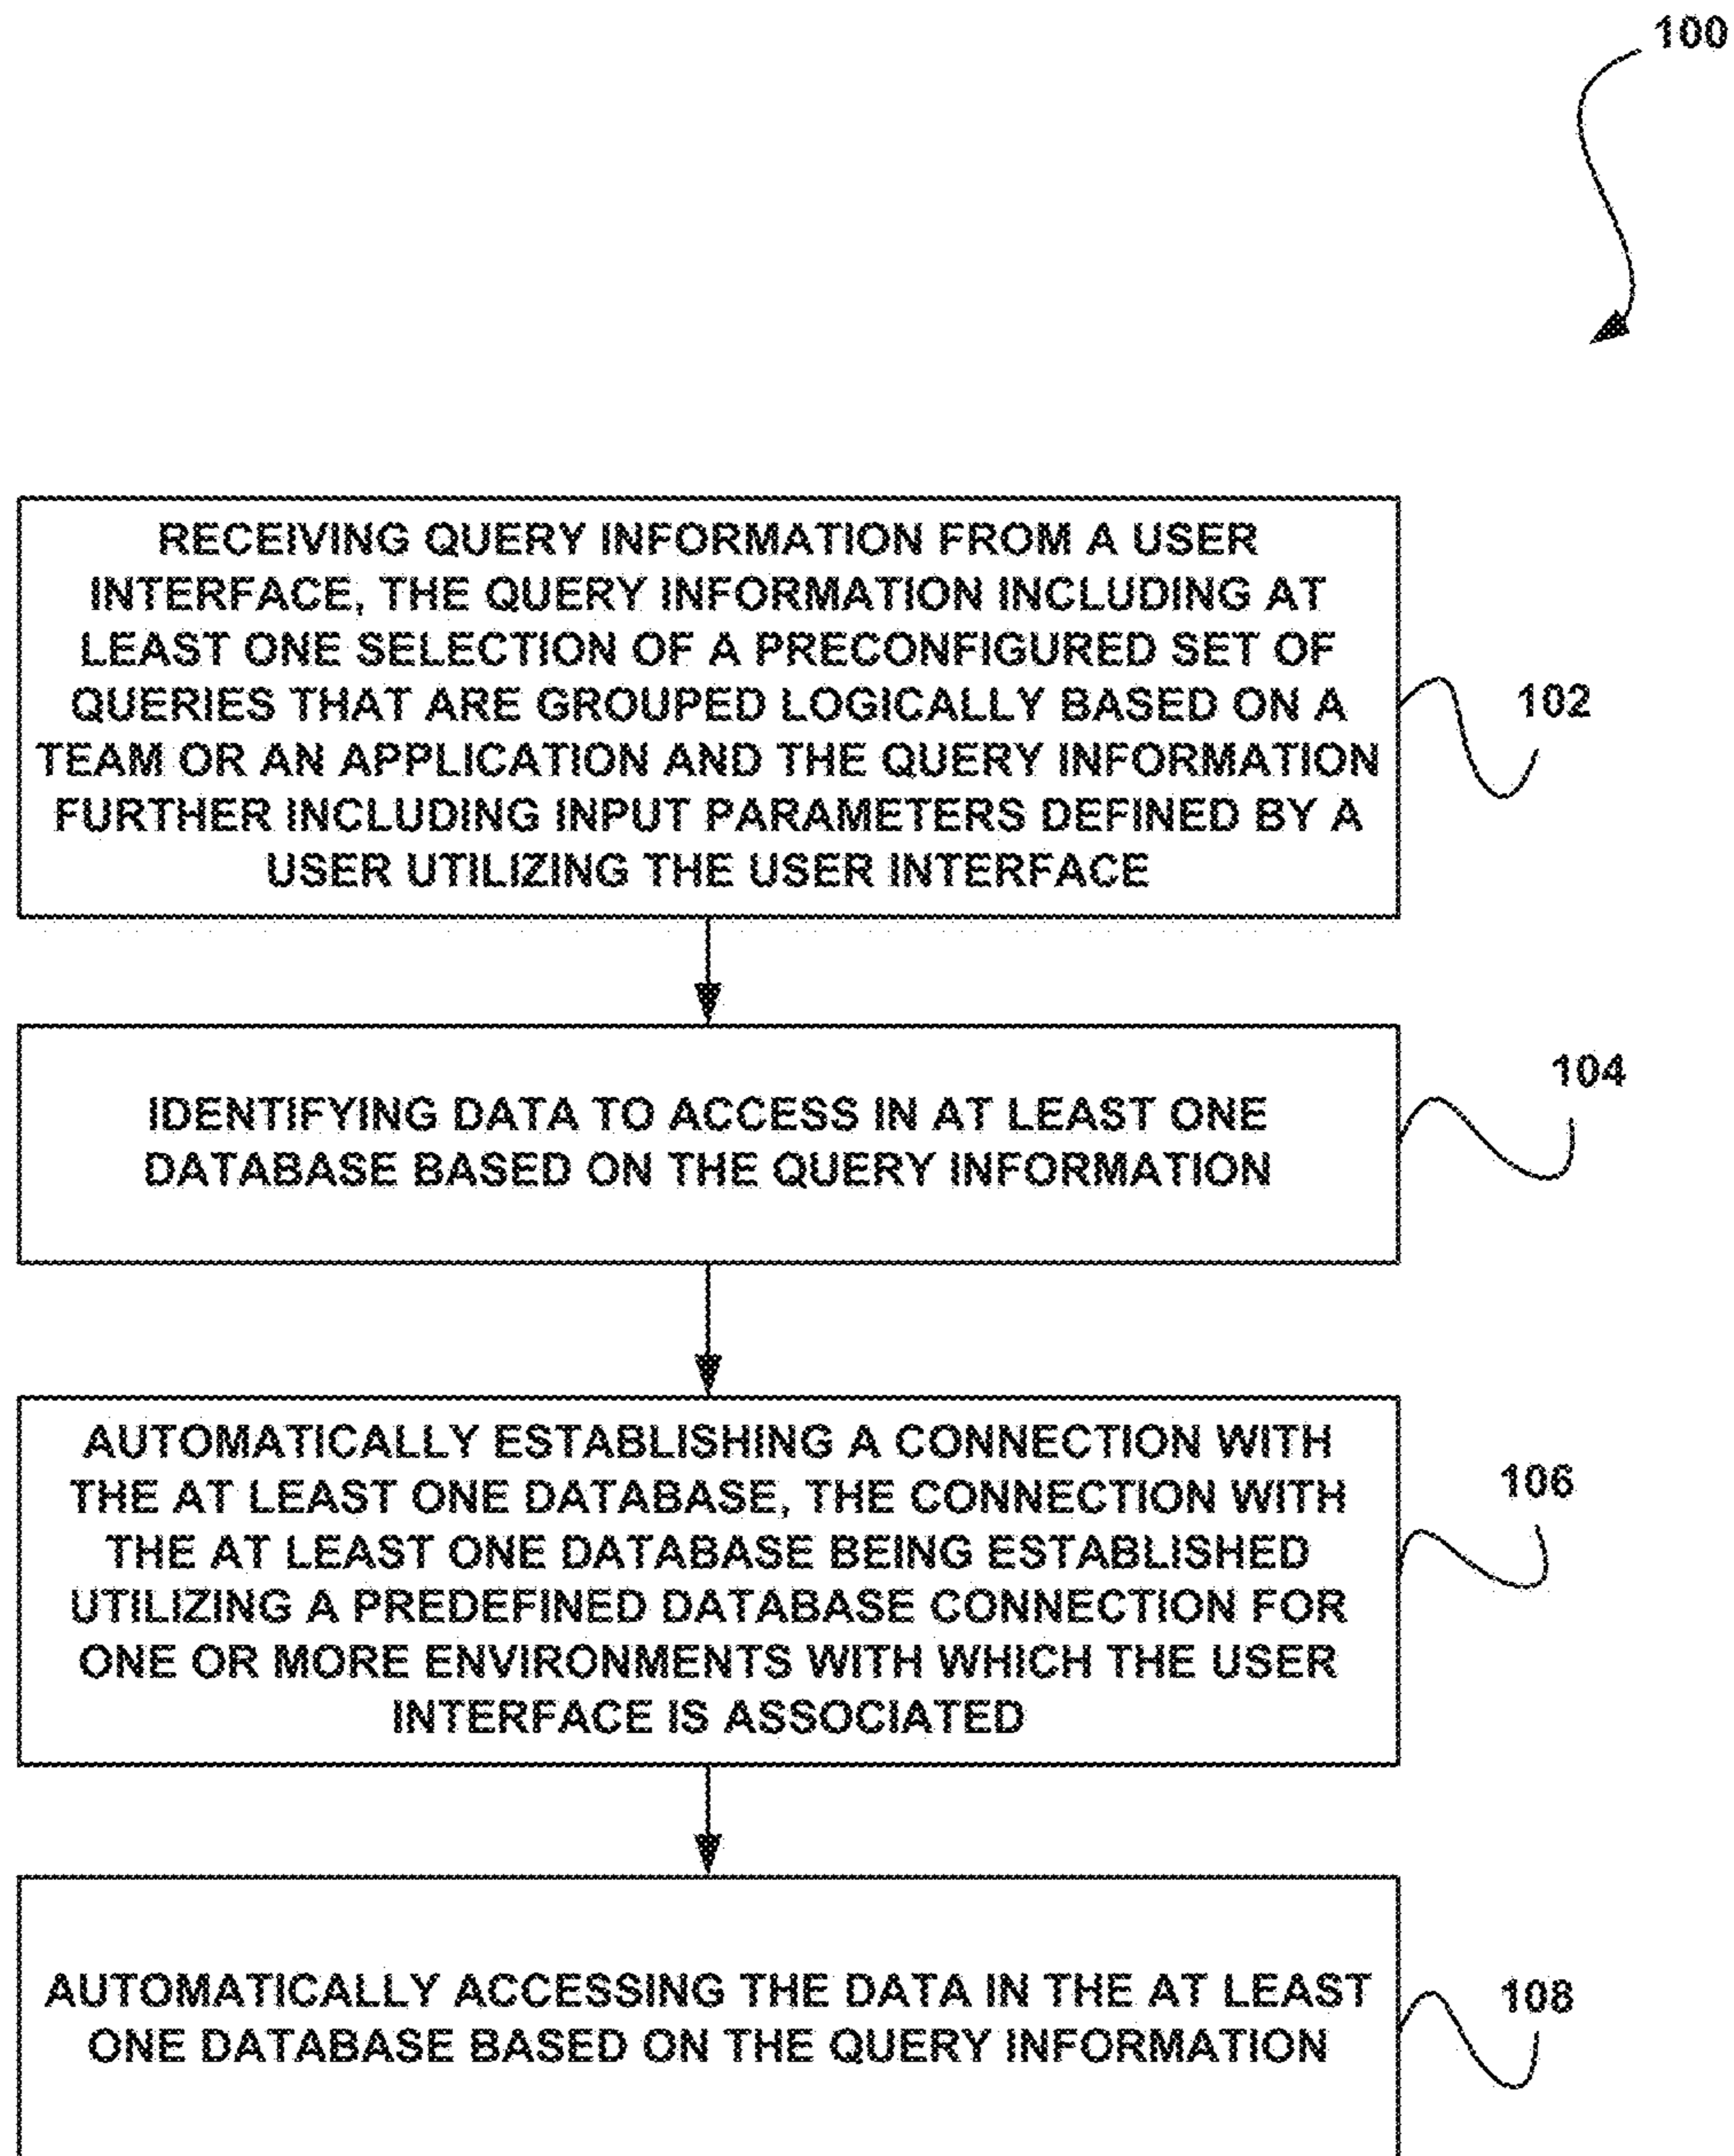 100
RECEIVING QUERY INFORMATION FROM A USER
INTERFACE, THE QUERY INFORMATION INCLUDING AT
LEAST ONE SELECTION OF A PRECONFIGURED SET OF
QUERIES THAT ARE GROUPED LOGICALLY BASED ON A
TEAM OR AN APPLICATION AND THE QUERY INFORMATION
FURTHER INCLUDING INPUT PARAMETERS DEFINED BY A
USER UTILIZING THE USER INTERFACE
102
IDENTIFYING DATA TO ACCESS IN AT LEAST ONE
DATABASE BASED ON THE QUERY INFORMATION
104
AUTOMATICALLY ESTABLISHING A CONNECTION WITH
THE AT LEAST ONE DATABASE, THE CONNECTION WITH
THE AT LEAST ONE DATABASE BEING ESTABLISHED
UTILIZING A PREDEFINED DATABASE CONNECTION FOR
ONE OR MORE ENVIRONMENTS WITH WHICH THE USER
INTERFACE IS ASSOCIATED
106
AUTOMATICALLY ACCESSING THE DATA IN THE AT LEAST
ONE DATABASE BASED ON THE QUERY INFORMATION
108